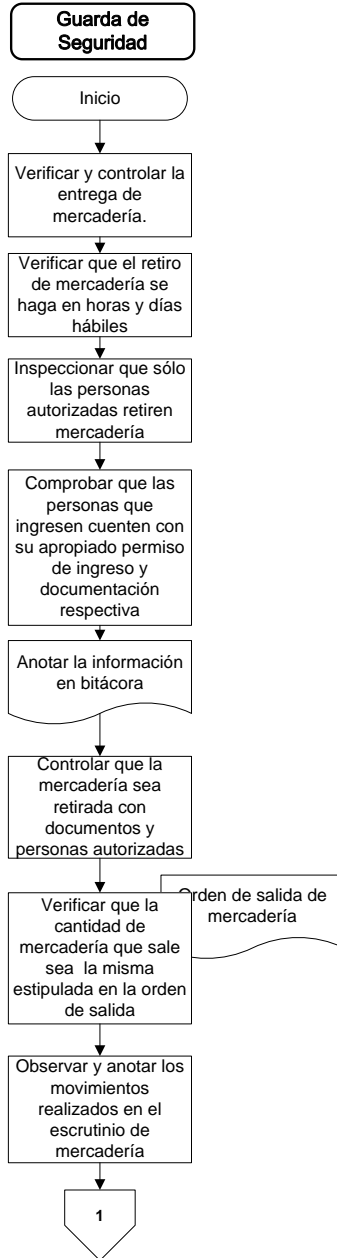 Guarda de
Seguridad
Inicio
Verificar y controlar la
entrega de
mercadería.
Verificar que el retiro
de mercadería se
haga en horas y días
hábiles
Inspeccionar que sólo
las personas
autorizadas retiren
mercadería
Comprobar que las
personas que
ingresen cuenten con
su apropiado permiso
de ingreso y
documentación
respectiva
Anotar la información
en bitácora
Controlar que la
mercadería sea
retirada con
documentos y
personas autorizadas
Verificar que la
cantidad de
mercadería que sale
sea la misma
estipulada en la orden
de salida
Orden de salida de
mercadería
Observar y anotar los
movimientos
realizados en el
escrutinio de
mercadería
1